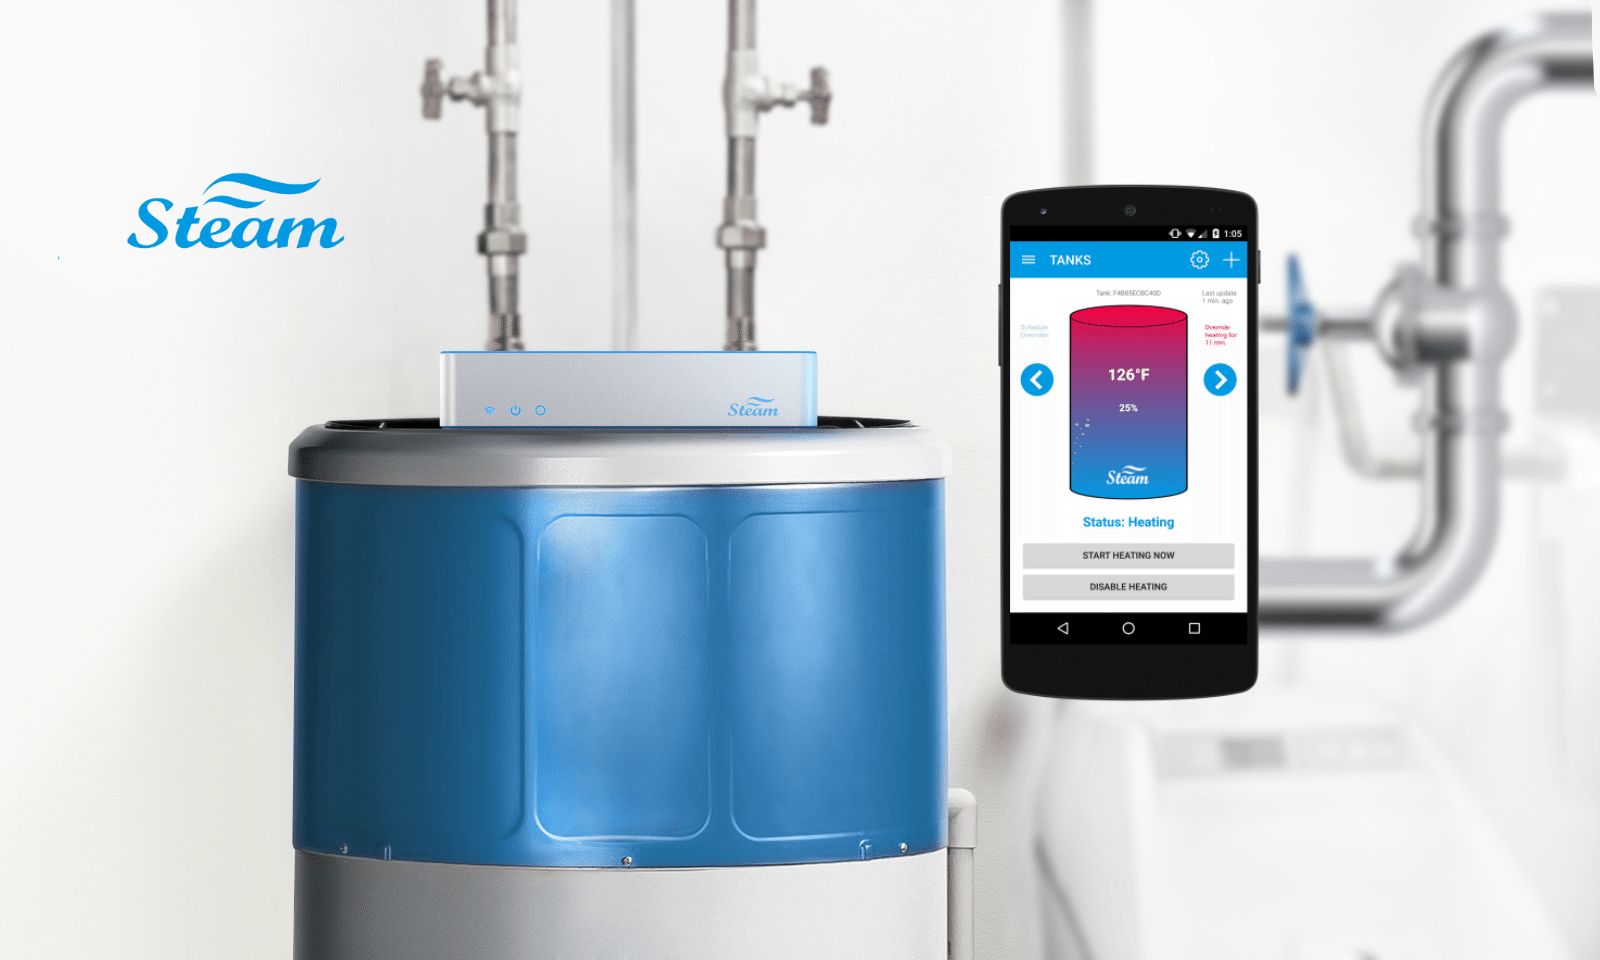 Steam
Steam
1:05
TANKS
Tank: F4B85ECBC40D
Last update
1 min. ago
Schedule
Overrides
Override
heating for
11 min.
126°F
25%
Steam
Status: Heating
START HEATING NOW
DISABLE HEATING